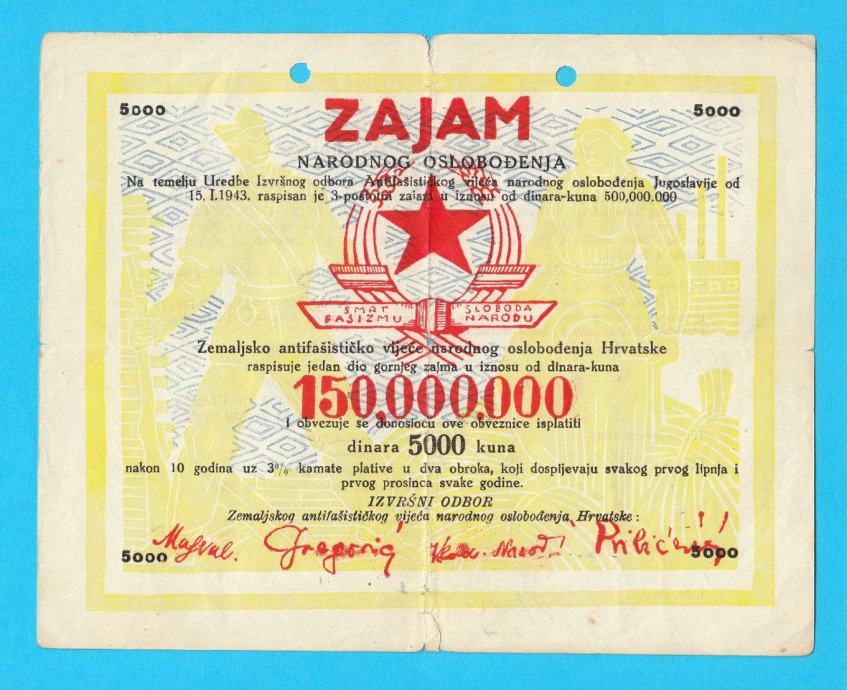 5000
5000
ZAJAM
NARODNOG OSLOBOĐENJA
Na temelju Uredbe Izvršnog odbora Antifašističkog vijeća narodnog oslobođenja Jugoslavije od
15. I. 1943. raspisan je 3-postotni zajam u iznosu od dinara-kuna 500,000.000
SMRT FAŠIZMU
SLOBODA NARODU
Zemaljsko antifašističko vijeće narodnog oslobođenja Hrvatske
raspisuje jedan dio gornjeg zajma u iznosu od dinara-kuna
150,000.000
i obvezuje se donosiocu ove obveznice isplatiti
dinara 5000 kuna
nakon 10 godina uz 3% kamate plative u dva obroka, koji dospijevaju svakog prvog lipnja i
prvog prosinca svake godine.
IZVRŠNI ODBOR
Zemaljskog antifašističkog vijeća narodnog oslobođenja Hrvatske:
Gregorić
5000
5000